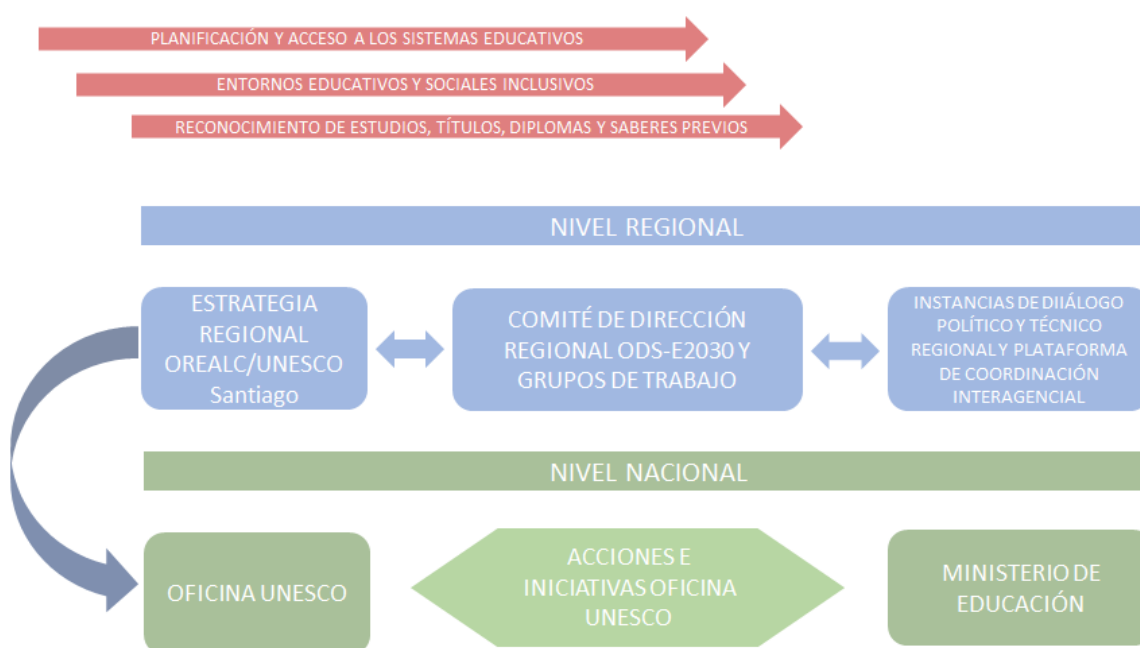 PLANIFICACIÓN Y ACCESO A LOS SISTEMAS EDUCATIVOS
ENTORNOS EDUCATIVOS Y SOCIALES INCLUSIVOS
RECONOCIMIENTO DE ESTUDIOS, TÍTULOS, DIPLOMAS Y SABERES PREVIOS
NIVEL REGIONAL
ESTRATEGIA
REGIONAL
OREALC/UNESCO
Santiago
COMITÉ DE DIRECCIÓN
REGIONAL ODS-E2030 Y
GRUPOS DE TRABAJO
INSTANCIAS DE DIIÁLOGO
POLÍTICO Y TÉCNICO
REGIONAL Y PLATAFORMA
DE COORDINACIÓN
INTERAGENCIAL
NIVEL NACIONAL
OFICINA UNESCO
ACCIONES E
INICIATIVAS OFICINA
UNESCO
MINISTERIO DE
EDUCACIÓN